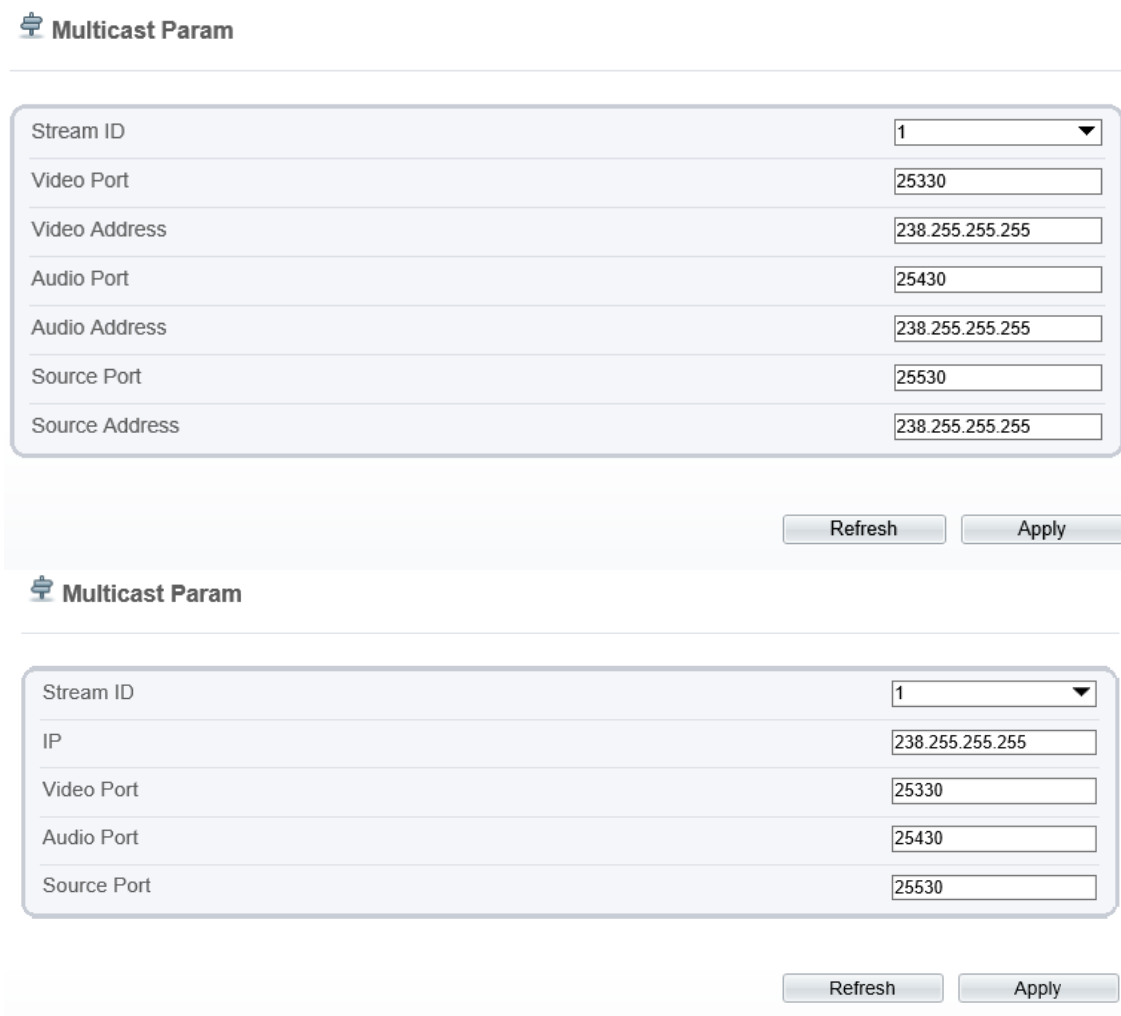 Multicast Param
Stream ID 1
Video Port 25330
Video Address 238.255.255.255
Audio Port 25430
Audio Address 238.255.255.255
Source Port 25530
Source Address 238.255.255.255
Refresh Apply
Multicast Param
Stream ID 1
IP 238.255.255.255
Video Port 25330
Audio Port 25430
Source Port 25530
Refresh Apply